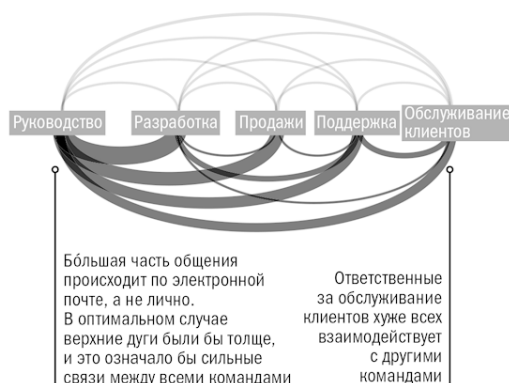 Руководство
Разработка
Продажи
Поддержка
Обслуживание
клиентов
Бо́льшая часть общения
происходит по электронной
почте, а не лично.
В оптимальном случае
верхние дуги были бы толще,
и это означало бы сильные
связи между всеми командами
Ответственные
за обслуживание
клиентов хуже всех
взаимодействует
с другими
командами